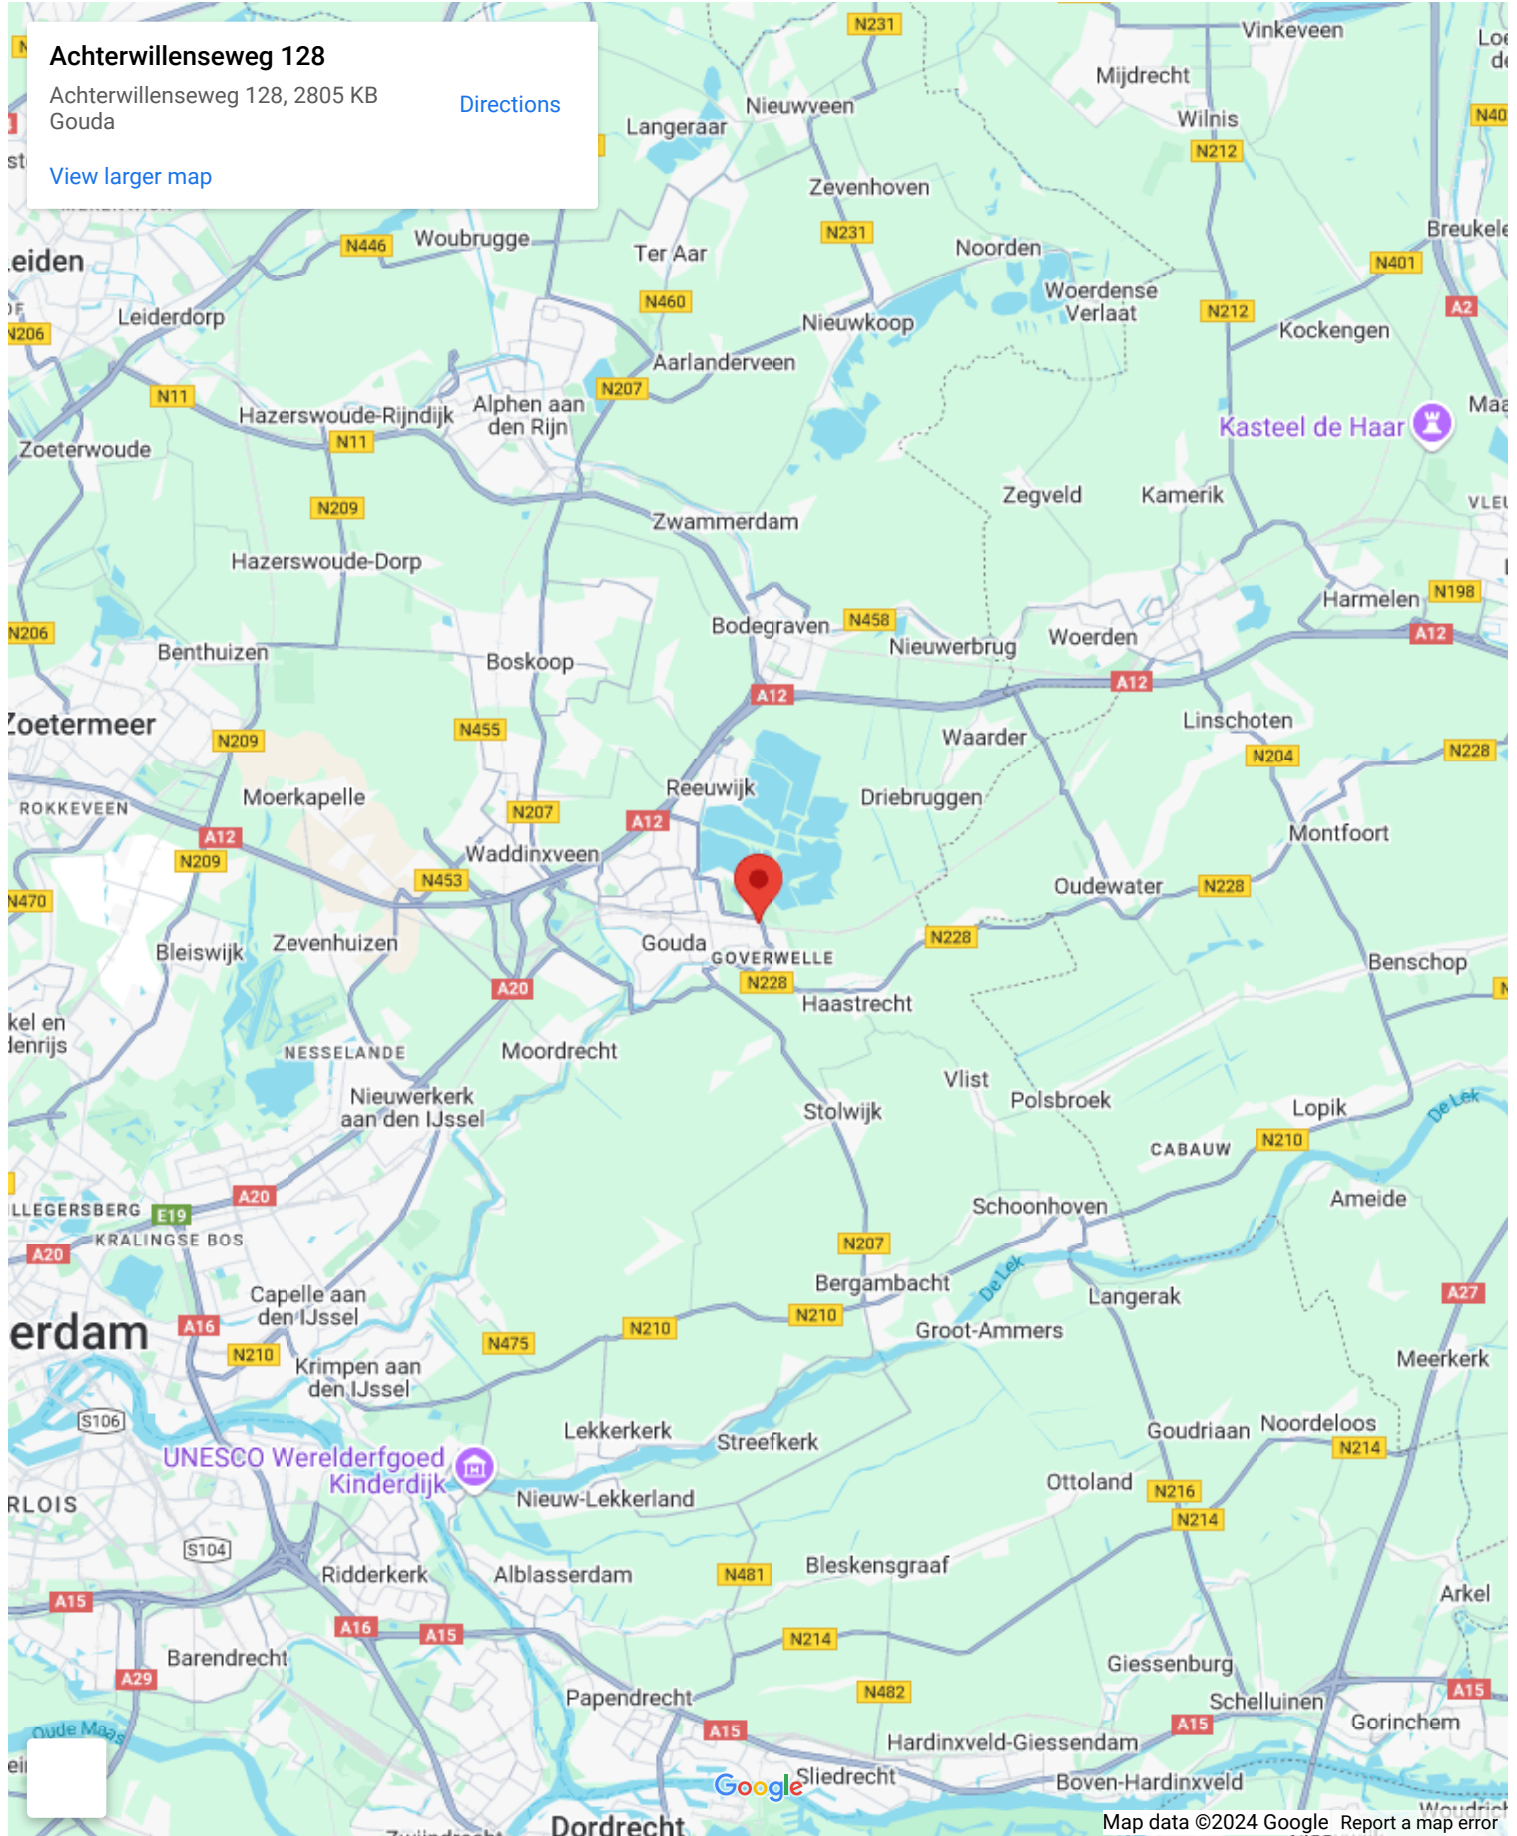 Achterwillenseweg 128
Achterwillenseweg 128, 2805 KB
Gouda
Directions
View larger map
N231
Vinkeveen
Mijdrecht
Nieuwveen
Langeraar
Wilnis
N212
Zevenhoven
N446
Woubrugge
Ter Aar
N231
Noorden
N401
N460
Woerdense
Verlaat
N212
A2
Leiderdorp
Nieuwkoop
Kockengen
N206
Aarlanderveen
N207
N11
Hazerswoude-Rijndijk
Alphen aan
den Rijn
Kasteel de Haar
N11
Zoeterwoude
Zegveld
Kamerik
N209
Zwammerdam
Hazerswoude-Dorp
Harmelen
N198
N206
Bodegraven
N458
Nieuwerbrug
Woerden
A12
Benthuizen
Boskoop
A12
A12
Zoetermeer
N209
N455
Waarder
Linschoten
N204
N228
ROKKEVEEN
Moerkapelle
Reeuwijk
Driebruggen
N207
A12
A12
Montfoort
N209
Waddinxveen
N453
Oudewater
N228
N470
Bleiswijk
Zevenhuizen
Gouda
GOVERWELLE
N228
Benschop
A20
N228
Haastrecht
NESSELANDE
Moordrecht
Nieuwerkerk
aan den IJssel
Vlist
Polsbroek
Stolwijk
Lopik
De Lek
CABAUW
N210
A20
E19
KRALINGSE BOS
Schoonhoven
Ameide
A20
N207
Bergambacht
De Lek
Langerak
A27
Capelle aan
den IJssel
A16
N210
N210
N475
Groot-Ammers
N210
Krimpen aan
den IJssel
Meerkerk
S106
Lekkerkerk
Streefkerk
Goudriaan
Noordeloos
N214
UNESCO Werelderfgoed
Kinderdijk
Ottoland
N216
Nieuw-Lekkerland
N214
S104
Ridderkerk
Alblasserdam
N481
Bleskensgraaf
Arkel
A15
A16
A15
N214
Barendrecht
Giessenburg
A29
Papendrecht
N482
Schelluinen
A15
Oude Maas
A15
A15
Gorinchem
Hardinxveld-Giessendam
Google
Sliedrecht
Boven-Hardinxveld
Dordrecht
Map data ©2024 Google
Report a map error